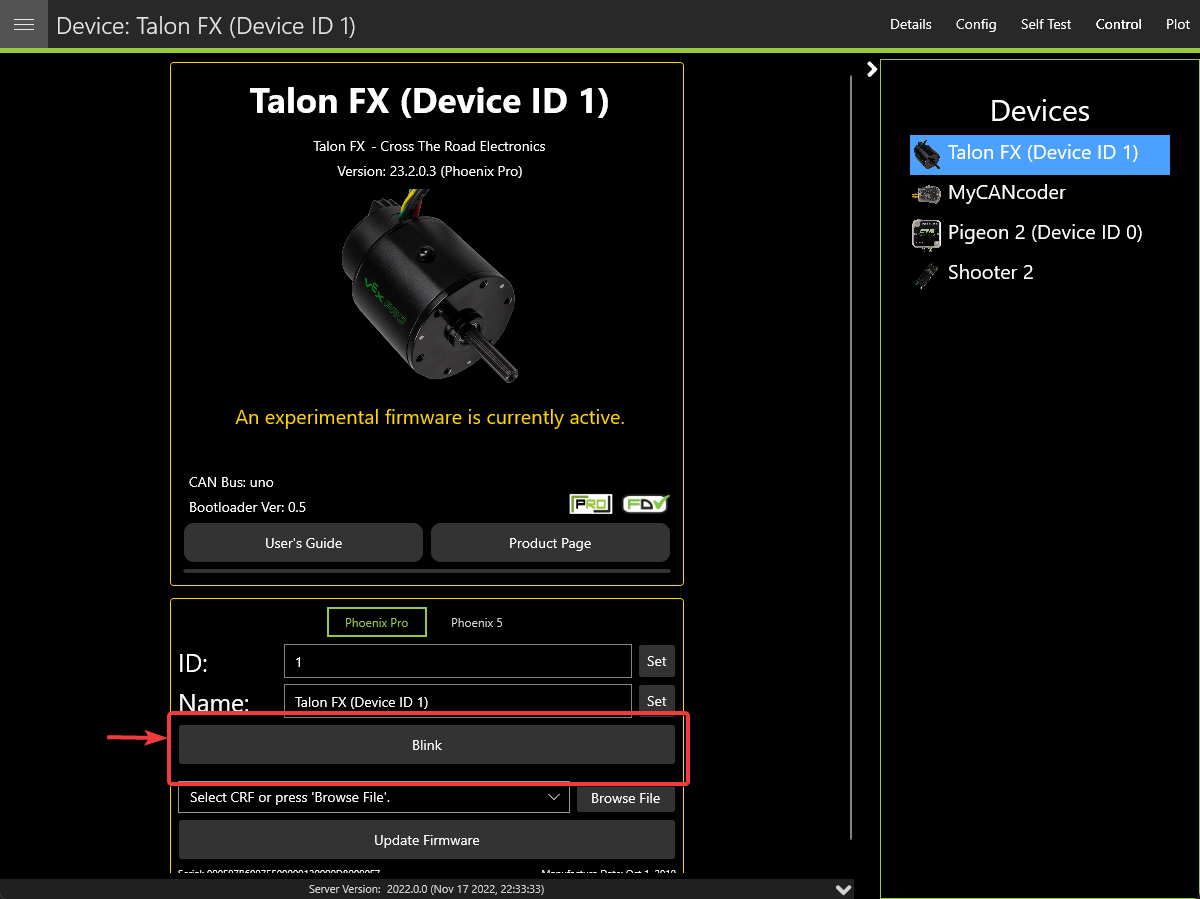 Device: Talon FX (Device ID 1)
Details Config Self Test Control Plot
Talon FX (Device ID 1)
Talon FX - Cross The Road Electronics
Version: 23.2.0.3 (Phoenix Pro)
VEX PRO
An experimental firmware is currently active.
CAN Bus: uno
Bootloader Ver: 0.5
PRO FDV
User's Guide Product Page
Phoenix Pro Phoenix 5
ID: 1 Set
Name: Talon FX (Device ID 1) Set
Blink
Select CRF or press 'Browse File'. Browse File
Update Firmware
Manufacture Date: Oct 1, 2019
Server Version: 2022.0.0 (Nov 17 2022, 22:33:33)
Devices
Talon FX (Device ID 1)
MyCANcoder
Pigeon 2 (Device ID 0)
Shooter 2